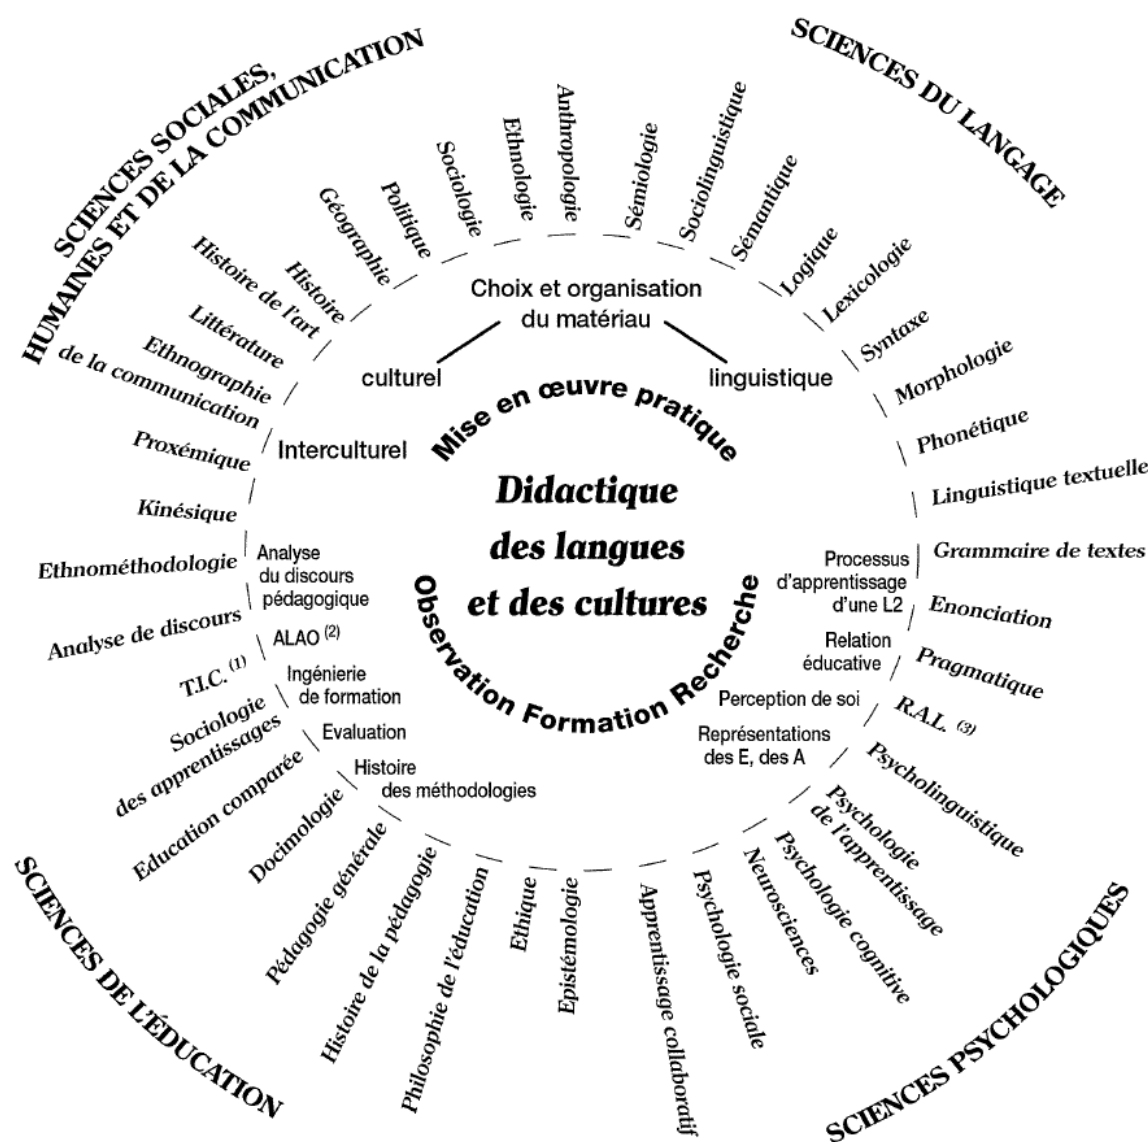 SCIENCES SOCIALES,
HUMAINES ET DE LA COMMUNICATION
SCIENCES DU LANGAGE
Ethnographie
de la communication
Littérature
Histoire de l'art
Histoire
Géographie
Politique
Sociologie
Ethnologie
Anthropologie
Sémiologie
Sociolinguistique
Sémantique
Logique
Lexicologie
Syntaxe
Morphologie
Phonétique
Linguistique textuelle
Grammaire de textes
Enonciation
Pragmatique
R.A.L. (3)
Psycholinguistique
Psychologie
de l'apprentissage
Psychologie cognitive
Neurosciences
Psychologie sociale
Apprentissage collaboratif
Epistémologie
Ethique
Philosophie de l'éducation
Histoire de la pédagogie
Pédagogie générale
Docimologie
Education comparée
Sociologie
des apprentissages
T.I.C. (1)
Analyse de discours
Ethnométhodologie
Kinésique
Proxémique
Choix et organisation
du matériau
culturel
linguistique
Interculturel
Mise en œuvre pratique
Didactique
des langues
et des cultures
Observation Formation Recherche
Analyse
du discours
pédagogique
ALAO (2)
Ingénierie
de formation
Evaluation
Histoire
des méthodologies
Processus
d'apprentissage
d'une L2
Relation
éducative
Perception de soi
Représentations
des E, des A
SCIENCES DE L'ÉDUCATION
SCIENCES PSYCHOLOGIQUES